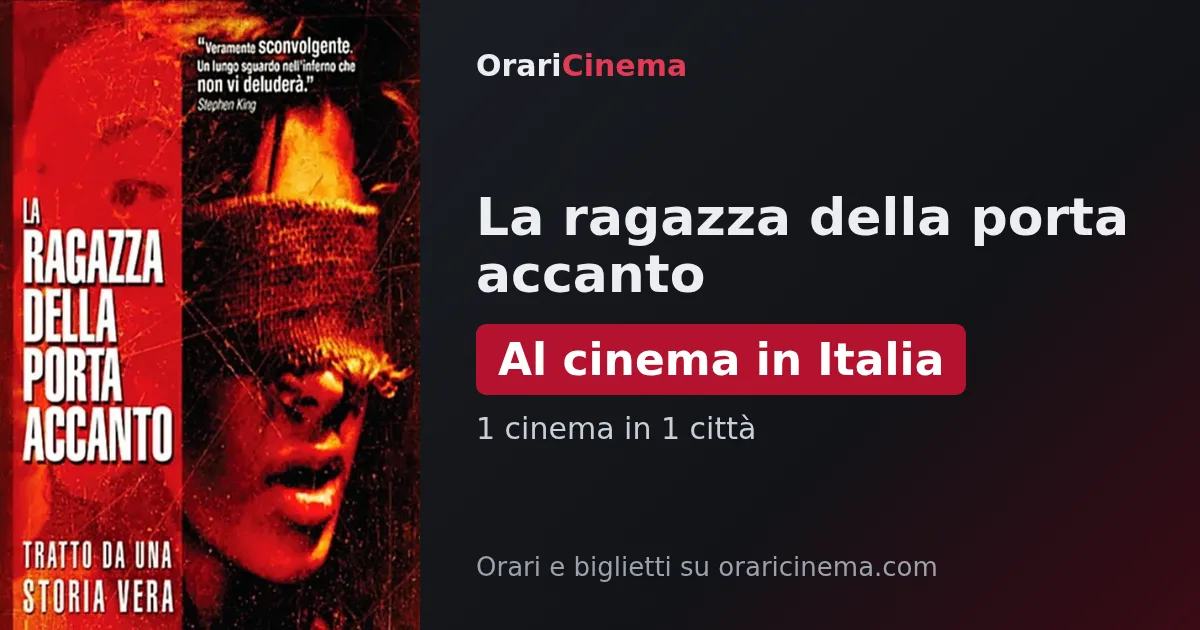 “Veramente sconvolgente.
Un lungo sguardo nell'inferno che
non vi deluderà.”
Stephen King
LA
RAGAZZA
DELLA
PORTA
ACCANTO
TRATTO DA UNA
STORIA VERA
OrariCinema
La ragazza della porta
accanto
Al cinema in Italia
1 cinema in 1 città
Orari e biglietti su oraricinema.com